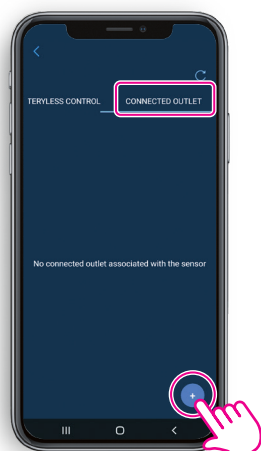 TERYLESS CONTROL CONNECTED OUTLET
No connected outlet associated with the sensor
+